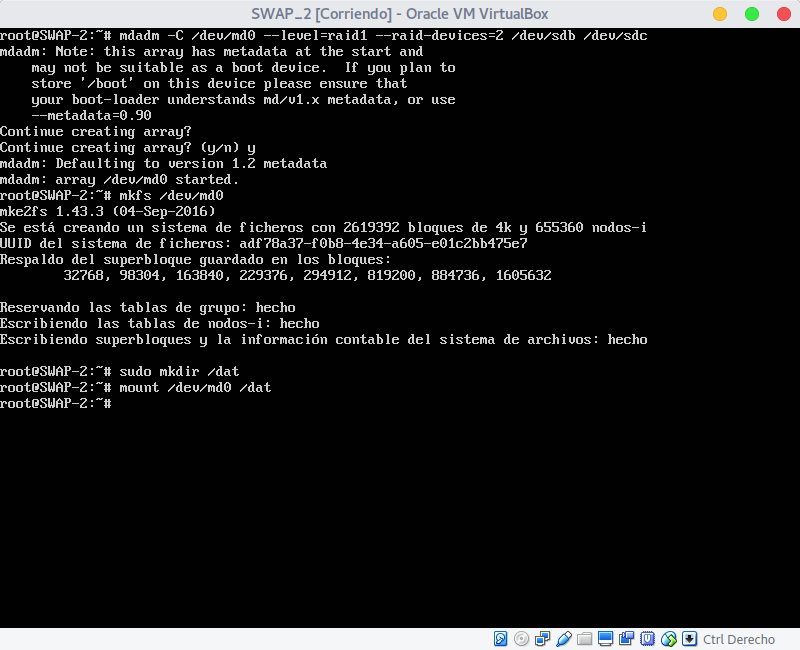 SWAP_2 [Corriendo] - Oracle VM VirtualBox
root@SWAP-2:~# mdadm -C /dev/md0 --level=raid1 --raid-devices=2 /dev/sdb /dev/sdc
mdadm: Note: this array has metadata at the start and
    may not be suitable as a boot device.  If you plan to
    store '/boot' on this device please ensure that
    your boot-loader understands md/v1.x metadata, or use
    --metadata=0.90
Continue creating array?
Continue creating array? (y/n) y
mdadm: Defaulting to version 1.2 metadata
mdadm: array /dev/md0 started.
root@SWAP-2:~# mkfs /dev/md0
mke2fs 1.43.3 (04-Sep-2016)
Se está creando un sistema de ficheros con 2619392 bloques de 4k y 655360 nodos-i
UUID del sistema de ficheros: adf78a37-f0b8-4e34-a605-e01c2bb475e7
Respaldo del superbloque guardado en los bloques:
        32768, 98304, 163840, 229376, 294912, 819200, 884736, 1605632
Reservando las tablas de grupo: hecho
Escribiendo las tablas de nodos-i: hecho
Escribiendo superbloques y la información contable del sistema de archivos: hecho
root@SWAP-2:~# sudo mkdir /dat
root@SWAP-2:~# mount /dev/md0 /dat
root@SWAP-2:~#
Ctrl Derecho